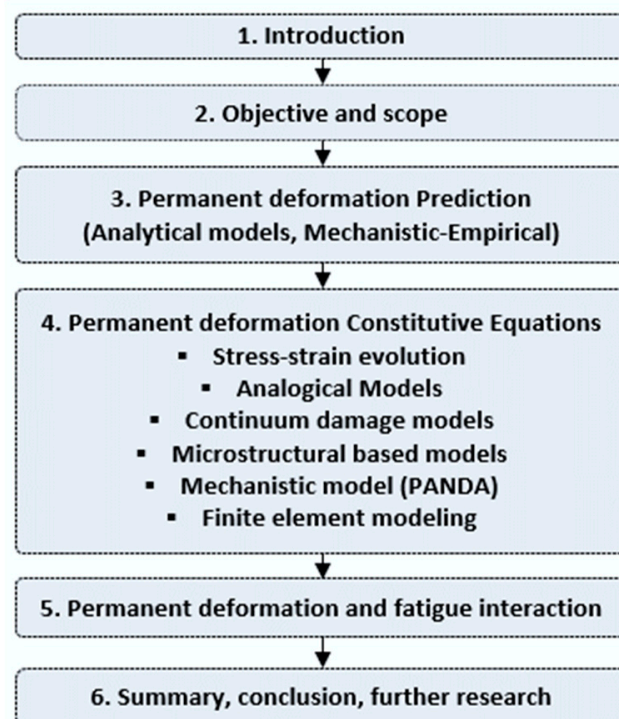 1. Introduction
2. Objective and scope
3. Permanent deformation Prediction
(Analytical models, Mechanistic-Empirical)
4. Permanent deformation Constitutive Equations
▪ Stress-strain evolution
▪ Analogical Models
▪ Continuum damage models
▪ Microstructural based models
▪ Mechanistic model (PANDA)
▪ Finite element modeling
5. Permanent deformation and fatigue interaction
6. Summary, conclusion, further research